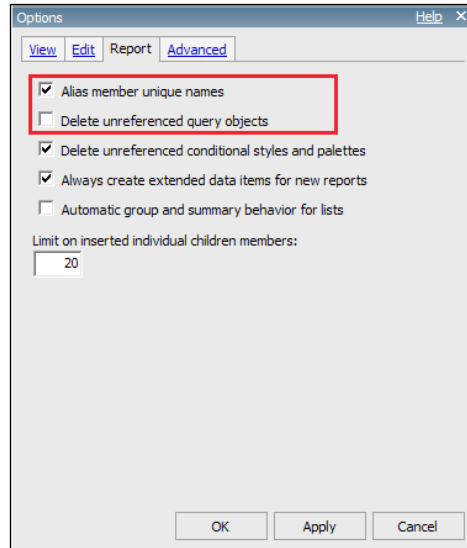 Options Help X
View Edit Report Advanced
Alias member unique names
Delete unreferenced query objects
Delete unreferenced conditional styles and palettes
Always create extended data items for new reports
Automatic group and summary behavior for lists
Limit on inserted individual children members:
20
OK Apply Cancel